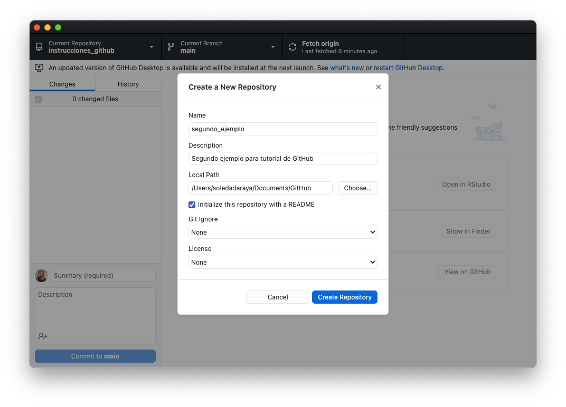 Current Repository
instrucciones_github
Current Branch
main
Fetch origin
Last fetched 6 minutes ago
An updated version of GitHub Desktop is available and will be installed at the next launch. See what's new or restart GitHub Desktop.
Changes
History
0 changed files
Create a New Repository
Name
segundo_ejemplo
Description
Segundo ejemplo para tutorial de GitHub
Local Path
/Users/soledadaraya/Documents/GitHub
Choose...
Initialize this repository with a README
Git Ignore
None
License
None
Cancel
Create Repository
me friendly suggestions
Open in RStudio
Show in Finder
View on GitHub
Summary (required)
Description
Commit to main